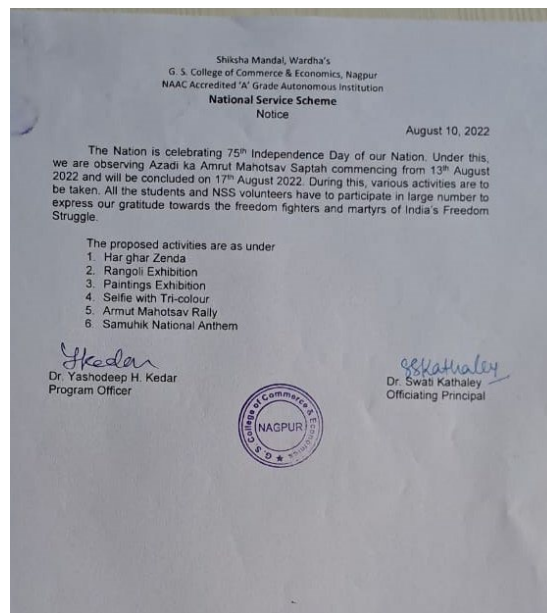 Shiksha Mandal, Wardha's
G. S. College of Commerce & Economics, Nagpur
NAAC Accredited 'A' Grade Autonomous Institution
National Service Scheme
Notice
August 10, 2022
The Nation is celebrating 75th Independence Day of our Nation. Under this,
we are observing Azadi ka Amrut Mahotsav Saptah commencing from 13th August
2022 and will be concluded on 17th August 2022. During this, various activities are to
be taken. All the students and NSS volunteers have to participate in large number to
express our gratitude towards the freedom fighters and martyrs of India's Freedom
Struggle.
The proposed activities are as under
1. Har ghar Zenda
2. Rangoli Exhibition
3. Paintings Exhibition
4. Selfie with Tri-colour
5. Armut Mahotsav Rally
6. Samuhik National Anthem
YKedar
Dr. Yashodeep H. Kedar
Program Officer
SSKathaley
Dr. Swati Kathaley
Officiating Principal
G. S. College of Commerce & Economics
NAGPUR